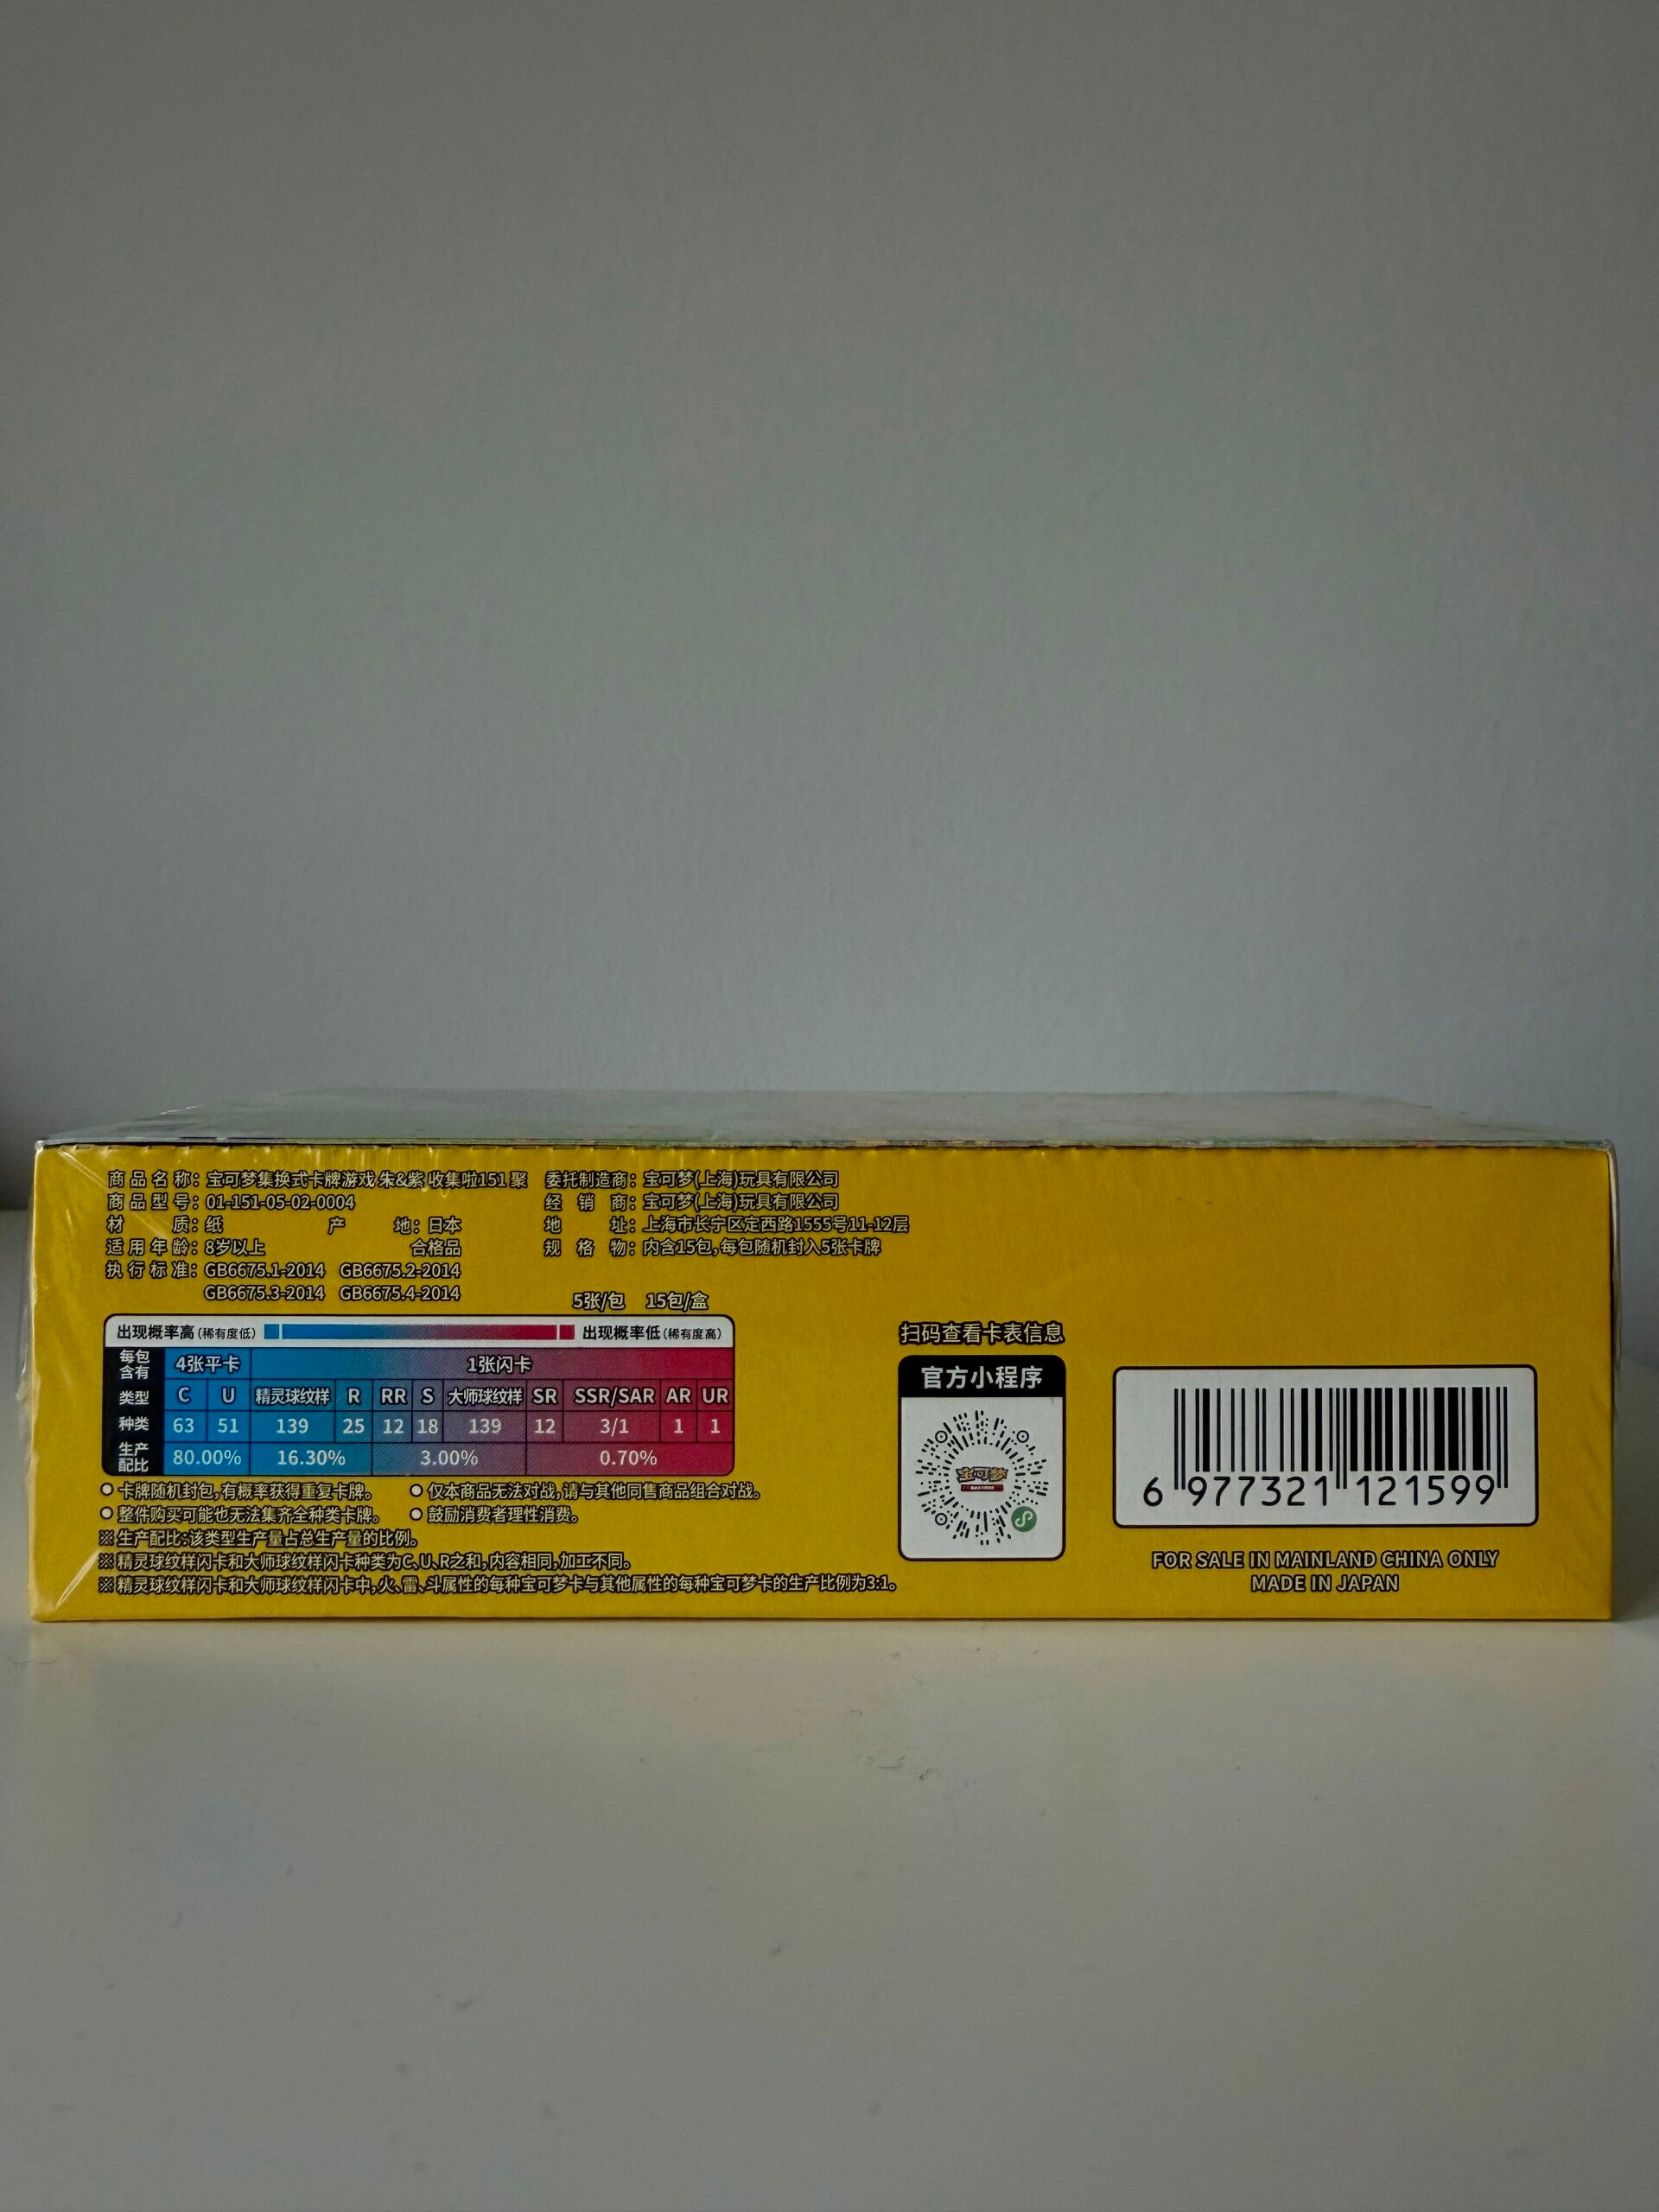 商品名称：宝可梦集换式卡牌游戏 朱&紫 收集啦151 聚
商品型号：01-151-05-02-0004
材质：纸 产地：日本
适用年龄：8岁以上 合格品
执行标准：GB6675.1-2014 GB6675.2-2014
GB6675.3-2014 GB6675.4-2014
委托制造商：宝可梦(上海)玩具有限公司
经销商：宝可梦(上海)玩具有限公司
地址：上海市长宁区定西路1555号11-12层
规格物：内含15包,每包随机封入5张卡牌
5张/包 15包/盒
出现概率高(稀有度低) 出现概率低(稀有度高)
每包含有 4张平卡 1张闪卡
类型 C U 精灵球纹样 R RR S 大师球纹样 SR SSR/SAR AR UR
种类 63 51 139 25 12 18 139 12 3/1 1 1
生产配比 80.00% 16.30% 3.00% 0.70%
卡牌随机封包,有概率获得重复卡牌。 仅本商品无法对战,请与其他同售商品组合对战。
整件购买可能也无法集齐全种类卡牌。 鼓励消费者理性消费。
※生产配比:该类型生产量占总生产量的比例。
※精灵球纹样闪卡和大师球纹样闪卡种类为C、U、R之和,内容相同,加工不同。
※精灵球纹样闪卡和大师球纹样闪卡中,火、雷、斗属性的每种宝可梦卡与其他属性的每种宝可梦卡的生产比例为3:1。
扫码查看卡表信息
官方小程序
宝可梦
6 977321 121599
FOR SALE IN MAINLAND CHINA ONLY
MADE IN JAPAN